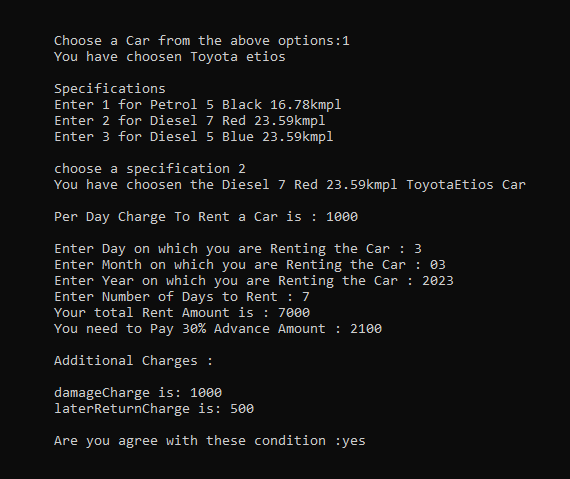 Choose a Car from the above options:1
You have choosen Toyota etios
Specifications
Enter 1 for Petrol 5 Black 16.78kmpl
Enter 2 for Diesel 7 Red 23.59kmpl
Enter 3 for Diesel 5 Blue 23.59kmpl
choose a specification 2
You have choosen the Diesel 7 Red 23.59kmpl ToyotaEtios Car
Per Day Charge To Rent a Car is : 1000
Enter Day on which you are Renting the Car : 3
Enter Month on which you are Renting the Car : 03
Enter Year on which you are Renting the Car : 2023
Enter Number of Days to Rent : 7
Your total Rent Amount is : 7000
You need to Pay 30% Advance Amount : 2100
Additional Charges :
damageCharge is: 1000
laterReturnCharge is: 500
Are you agree with these condition :yes